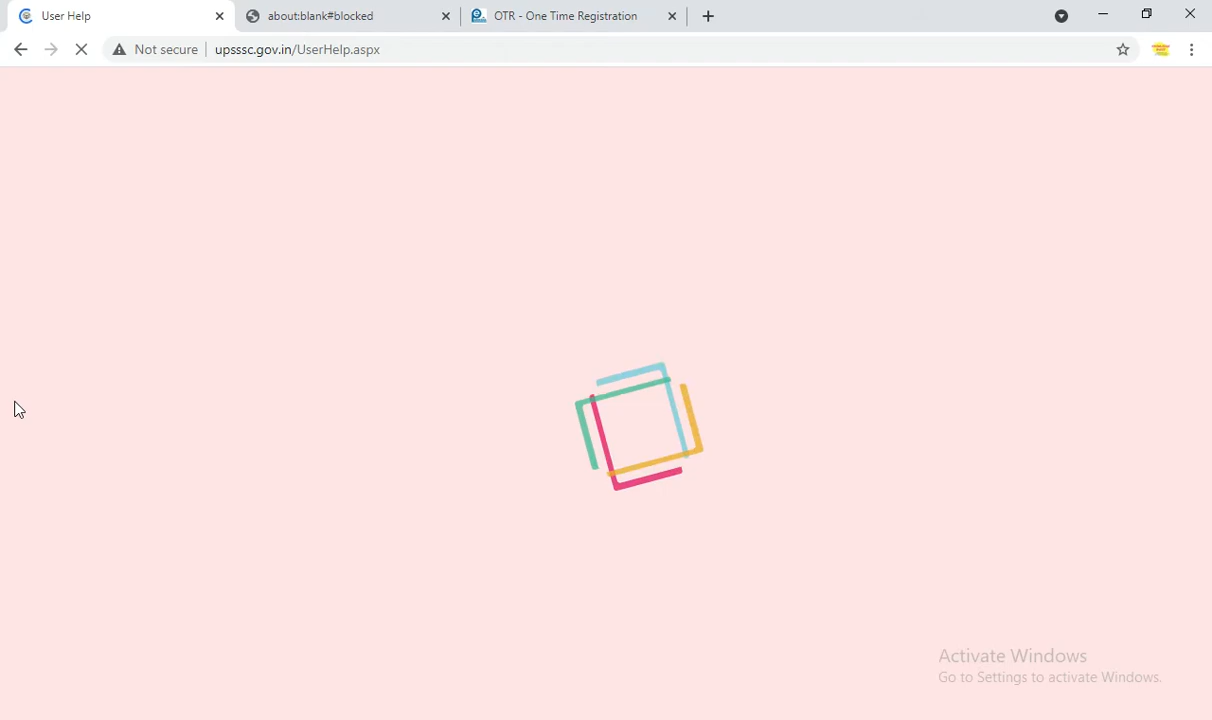 User Help
about:blank#blocked
OTR - One Time Registration
Not secure
upsssc.gov.in/UserHelp.aspx
Activate Windows
Go to Settings to activate Windows.